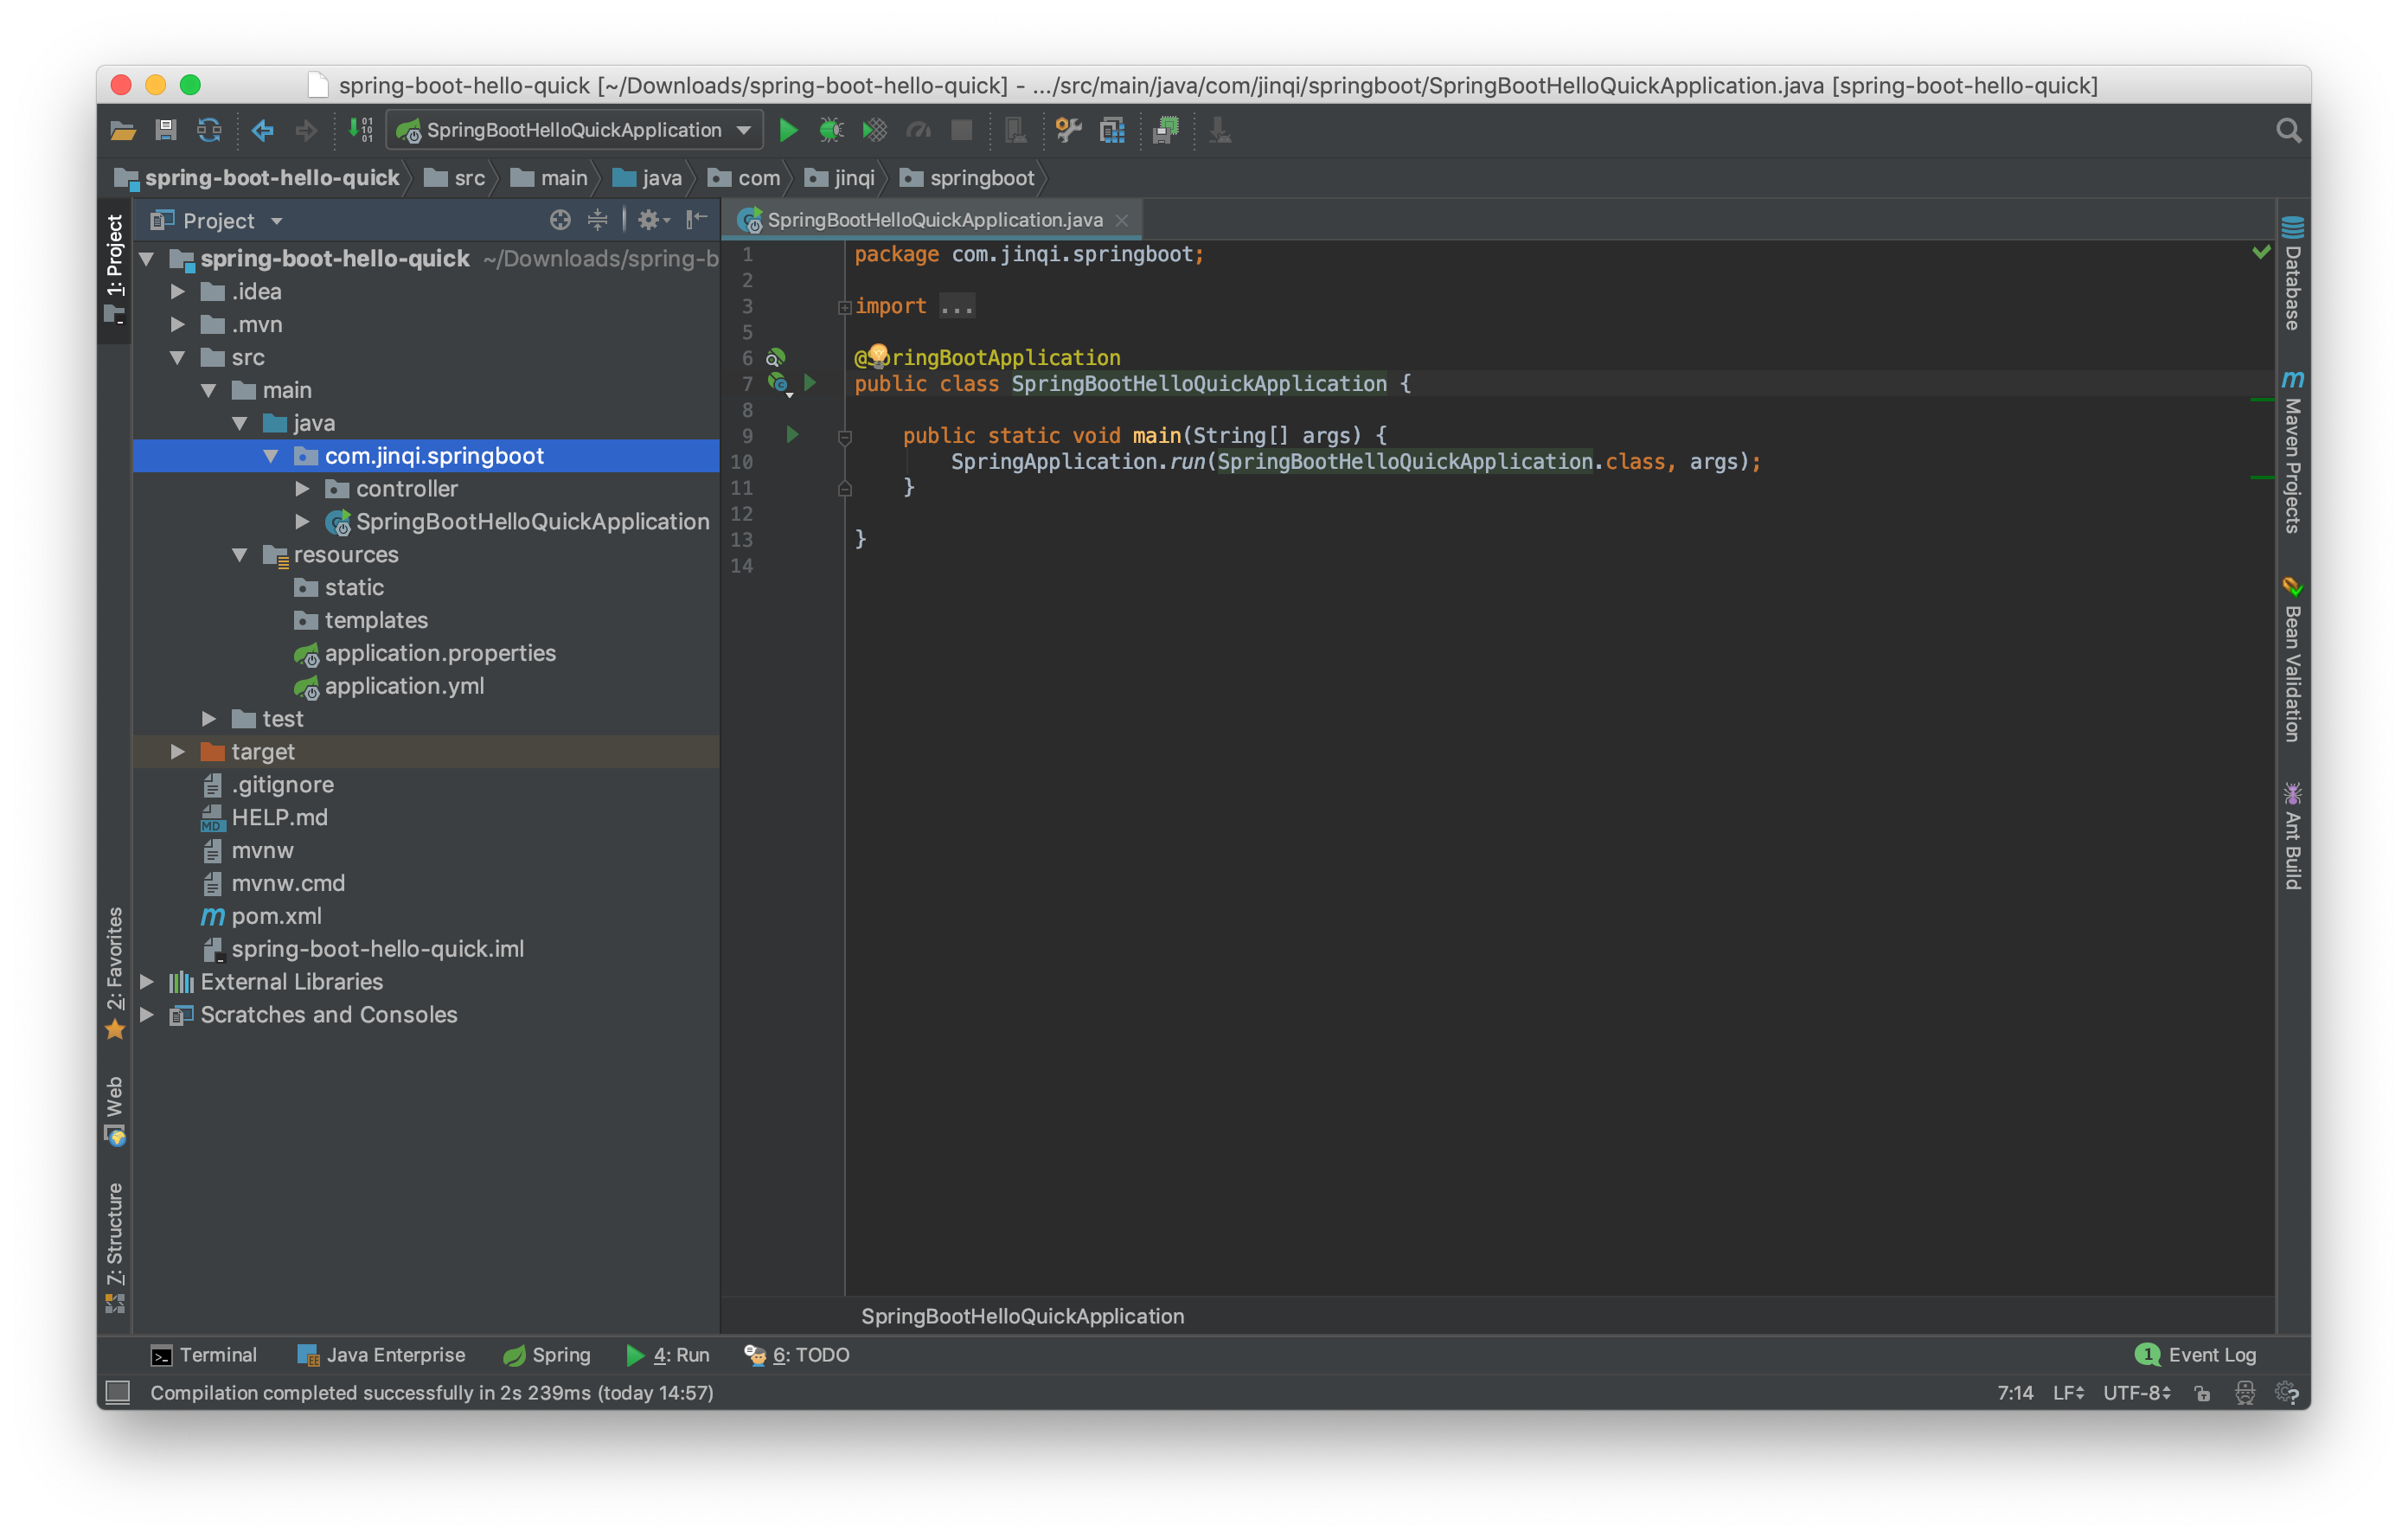 spring-boot-hello-quick [~/Downloads/spring-boot-hello-quick] - .../src/main/java/com/jinqi/springboot/SpringBootHelloQuickApplication.java [spring-boot-hello-quick]
SpringBootHelloQuickApplication
spring-boot-hello-quick src main java com jinqi springboot
1: Project
2: Favorites
Web
7: Structure
Project
spring-boot-hello-quick ~/Downloads/spring-b
.idea
.mvn
src
main
java
com.jinqi.springboot
controller
SpringBootHelloQuickApplication
resources
static
templates
application.properties
application.yml
test
target
.gitignore
HELP.md
mvnw
mvnw.cmd
pom.xml
spring-boot-hello-quick.iml
External Libraries
Scratches and Consoles
SpringBootHelloQuickApplication.java
1 package com.jinqi.springboot;
2
3 import ...
5
6 @SpringBootApplication
7 public class SpringBootHelloQuickApplication {
8
9 public static void main(String[] args) {
10 SpringApplication.run(SpringBootHelloQuickApplication.class, args);
11 }
12
13 }
14
SpringBootHelloQuickApplication
Database
Maven Projects
Bean Validation
Ant Build
Terminal Java Enterprise Spring 4: Run 6: TODO 1 Event Log
Compilation completed successfully in 2s 239ms (today 14:57) 7:14 LF UTF-8